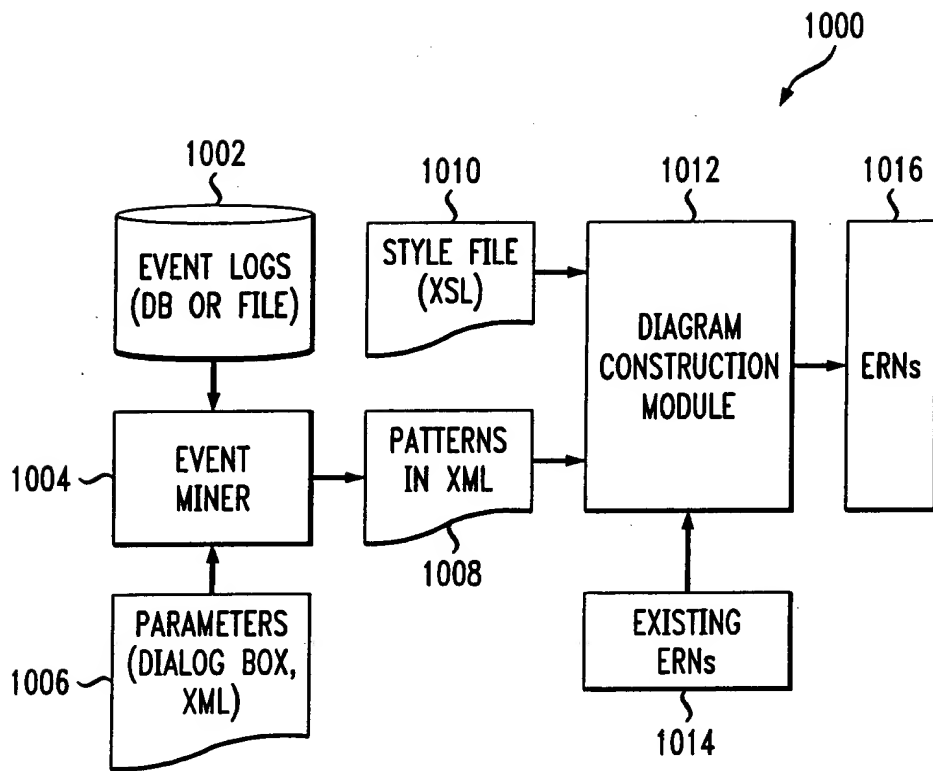 1000
1002
1010
1012
1016
EVENT LOGS
(DB OR FILE)
STYLE FILE
(XSL)
DIAGRAM
CONSTRUCTION
MODULE
ERNs
1004
EVENT
MINER
PATTERNS
IN XML
1008
1006
PARAMETERS
(DIALOG BOX,
XML)
EXISTING
ERNs
1014